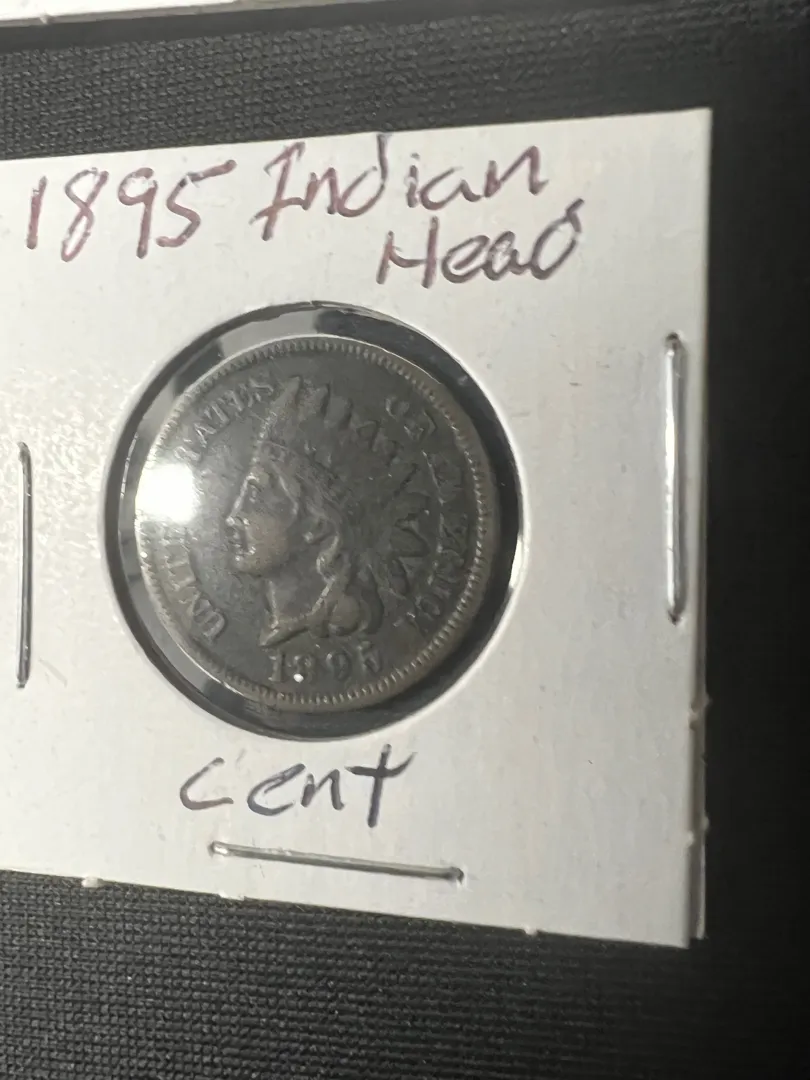 1895 Indian
Head
UNITED STATES OF AMERICA
1895
cent